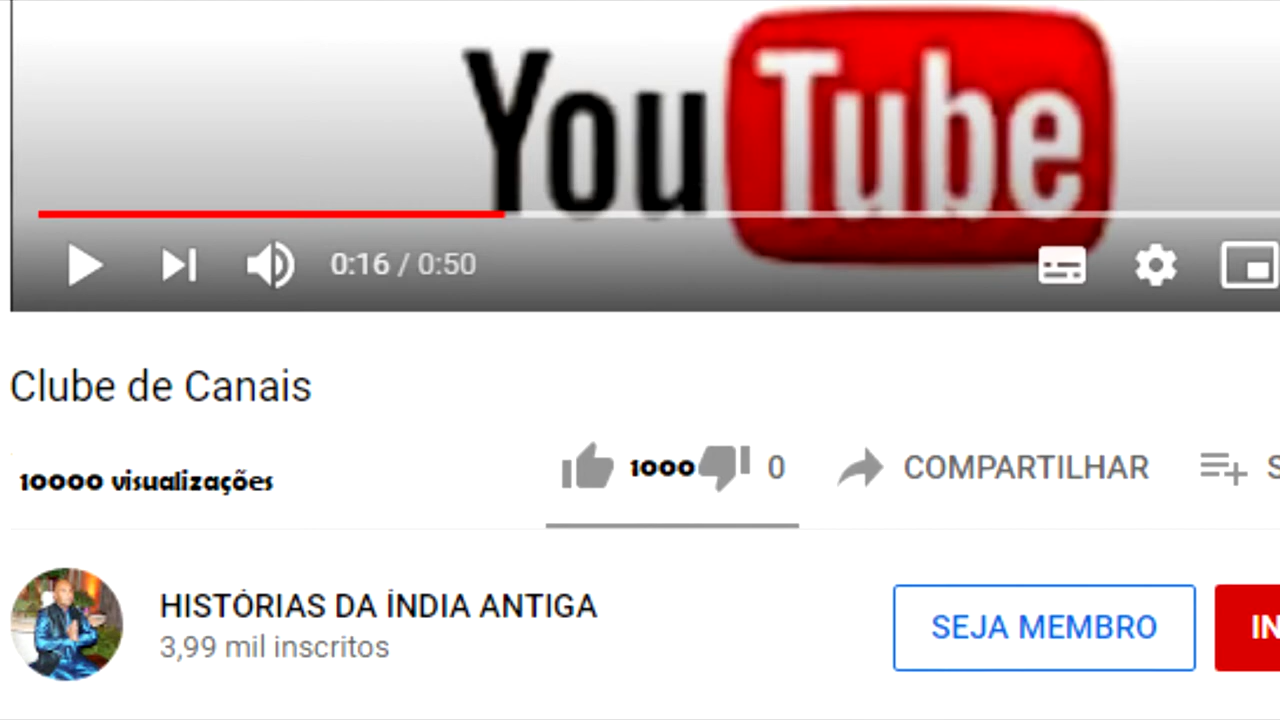 YouTube
0:16 / 0:50
Clube de Canais
10000 visualizações
1000 0 COMPARTILHAR S
HISTÓRIAS DA ÍNDIA ANTIGA
3,99 mil inscritos
SEJA MEMBRO
IN